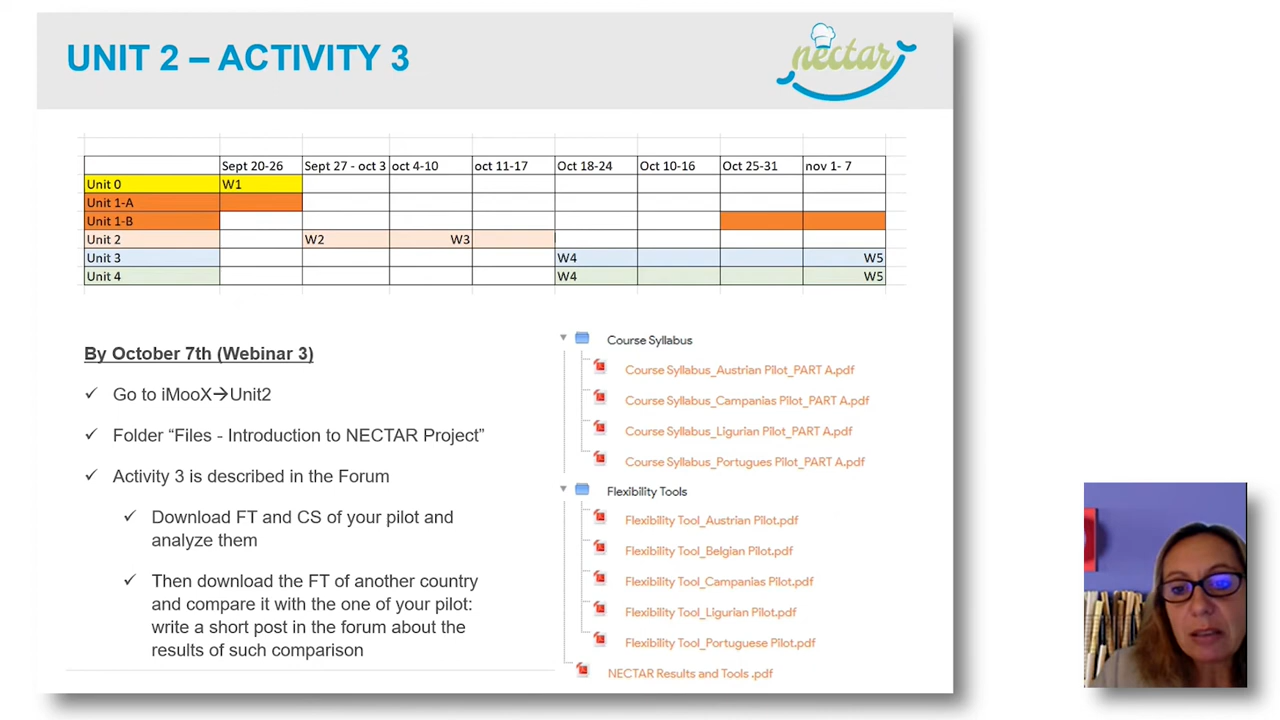 UNIT 2 – ACTIVITY 3
nectar
Sept 20-26 Sept 27 - oct 3 oct 4-10 oct 11-17 Oct 18-24 Oct 10-16 Oct 25-31 nov 1- 7
Unit 0 W1
Unit 1-A
Unit 1-B
Unit 2 W2 W3
Unit 3 W4 W5
Unit 4 W4 W5
By October 7th (Webinar 3)
✓ Go to iMooX→Unit2
✓ Folder “Files - Introduction to NECTAR Project”
✓ Activity 3 is described in the Forum
✓ Download FT and CS of your pilot and
analyze them
✓ Then download the FT of another country
and compare it with the one of your pilot:
write a short post in the forum about the
results of such comparison
Course Syllabus
Course Syllabus_Austrian Pilot_PART A.pdf
Course Syllabus_Campanias Pilot_PART A.pdf
Course Syllabus_Ligurian Pilot_PART A.pdf
Course Syllabus_Portugues Pilot_PART A.pdf
Flexibility Tools
Flexibility Tool_Austrian Pilot.pdf
Flexibility Tool_Belgian Pilot.pdf
Flexibility Tool_Campanias Pilot.pdf
Flexibility Tool_Ligurian Pilot.pdf
Flexibility Tool_Portuguese Pilot.pdf
NECTAR Results and Tools .pdf